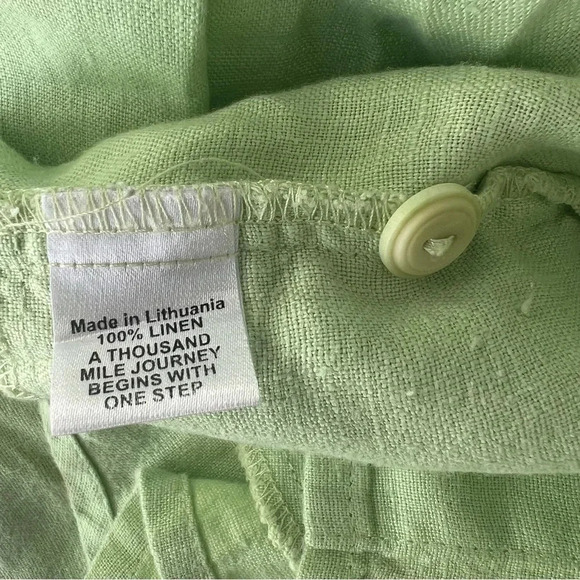 Made in Lithuania
100% LINEN
A THOUSAND
MILE JOURNEY
BEGINS WITH
ONE STEP